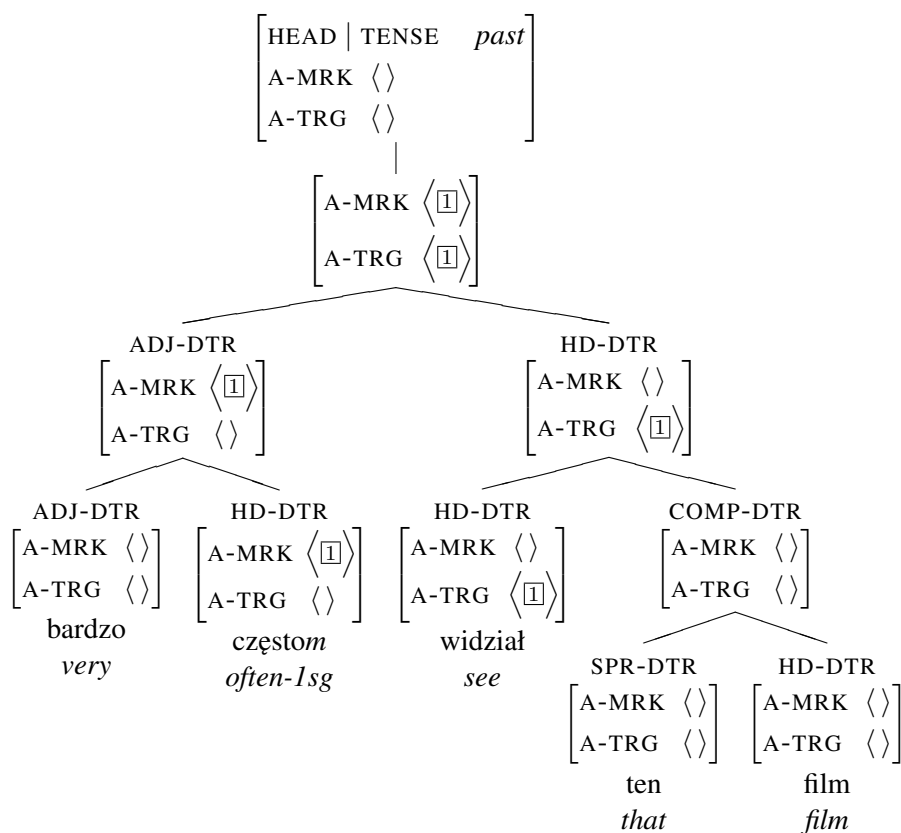 HEAD | TENSE past
A-MRK ⟨ ⟩
A-TRG ⟨ ⟩
A-MRK ⟨1⟩
A-TRG ⟨1⟩
ADJ-DTR HD-DTR
A-MRK ⟨1⟩ A-MRK ⟨ ⟩
A-TRG ⟨ ⟩ A-TRG ⟨1⟩
ADJ-DTR HD-DTR HD-DTR COMP-DTR
A-MRK ⟨ ⟩ A-MRK ⟨1⟩ A-MRK ⟨ ⟩ A-MRK ⟨ ⟩
A-TRG ⟨ ⟩ A-TRG ⟨ ⟩ A-TRG ⟨1⟩ A-TRG ⟨ ⟩
bardzo częstom widział
very often-1sg see
SPR-DTR HD-DTR
A-MRK ⟨ ⟩ A-MRK ⟨ ⟩
A-TRG ⟨ ⟩ A-TRG ⟨ ⟩
ten film
that film